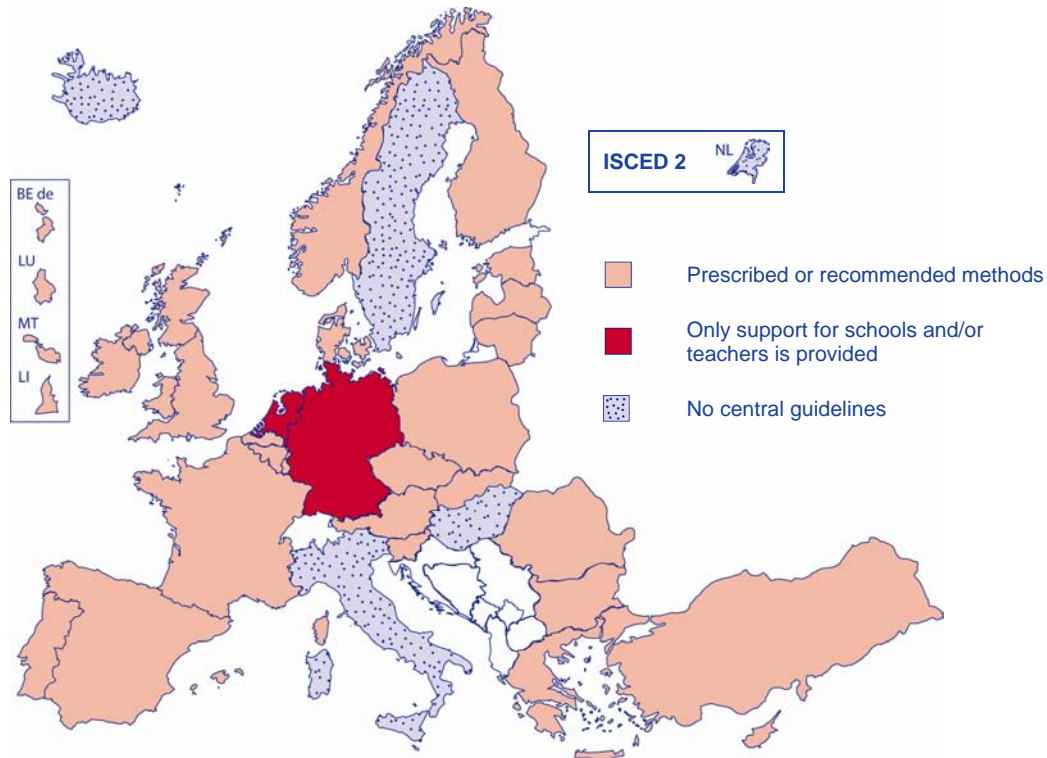 ISCED 2
NL
BE de
LU
MT
LI
Prescribed or recommended methods
Only support for schools and/or
teachers is provided
No central guidelines